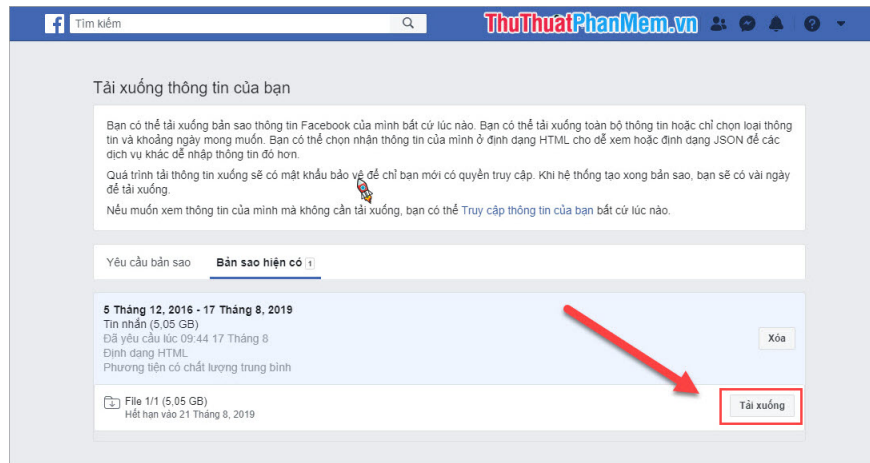 f
Tìm kiếm
ThuThuatPhanMem.vn
Tải xuống thông tin của bạn
Bạn có thể tải xuống bản sao thông tin Facebook của mình bất cứ lúc nào. Bạn có thể tải xuống toàn bộ thông tin hoặc chỉ chọn loại thông
tin và khoảng ngày mong muốn. Bạn có thể chọn nhận thông tin của mình ở định dạng HTML cho dễ xem hoặc định dạng JSON để các
dịch vụ khác dễ nhập thông tin đó hơn.
Quá trình tải thông tin xuống sẽ có mật khẩu bảo vệ để chỉ bạn mới có quyền truy cập. Khi hệ thống tạo xong bản sao, bạn sẽ có vài ngày
để tải xuống.
Nếu muốn xem thông tin của mình mà không cần tải xuống, bạn có thể Truy cập thông tin của bạn bất cứ lúc nào.
Yêu cầu bản sao Bản sao hiện có 1
5 Tháng 12, 2016 - 17 Tháng 8, 2019
Tin nhắn (5,05 GB)
Đã yêu cầu lúc 09:44 17 Tháng 8
Định dạng HTML
Phương tiện có chất lượng trung bình
Xóa
File 1/1 (5,05 GB)
Hết hạn vào 21 Tháng 8, 2019
Tải xuống